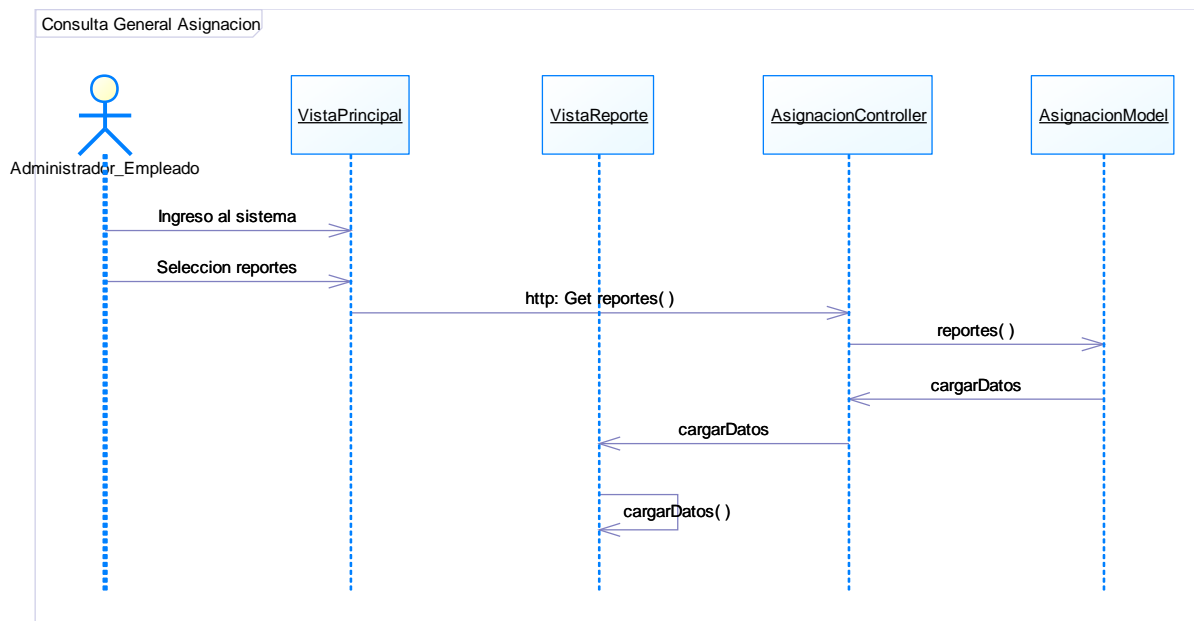 Consulta General Asignacion
VistaPrincipal
VistaReporte
AsignacionController
AsignacionModel
Administrador_Empleado
Ingreso al sistema
Seleccion reportes
http: Get reportes( )
reportes( )
cargarDatos
cargarDatos
cargarDatos( )